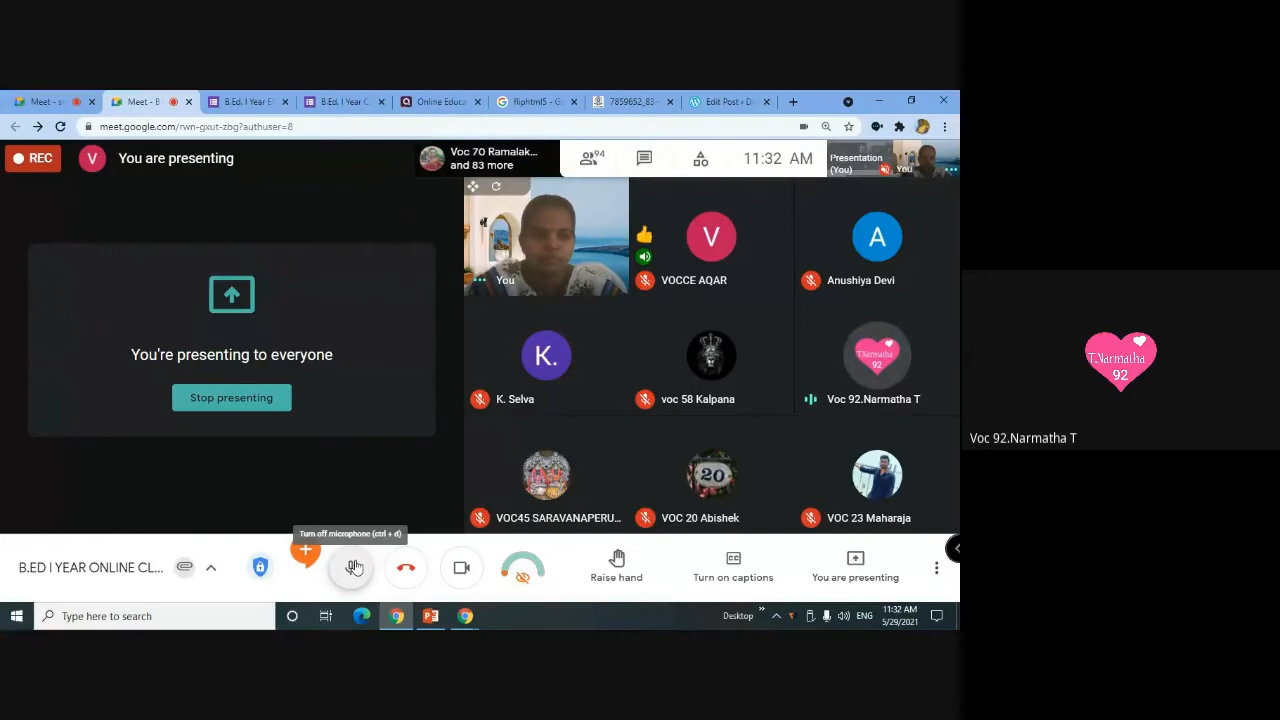 Meet - s
Meet - B
B.Ed. I Year E
B.Ed. I Year C
Online Educa
fliphtml5 - G
7859652_83-
Edit Post ‹ D
meet.google.com/rwn-gxut-zbg?authuser=8
REC
V
You are presenting
Voc 70 Ramalak...
and 83 more
94
11:32 AM
Presentation
(You)
You
You're presenting to everyone
Stop presenting
You
V
VOCCE AQAR
A
Anushiya Devi
K.
K. Selva
voc 58 Kalpana
T.Narmatha
92
Voc 92.Narmatha T
VOC45 SARAVANAPERU...
20
VOC 20 Abishek
VOC 23 Maharaja
T.Narmatha
92
Voc 92.Narmatha T
Turn off microphone (ctrl + d)
B.ED I YEAR ONLINE CL...
Raise hand
Turn on captions
You are presenting
Type here to search
Desktop
ENG
11:32 AM
5/29/2021